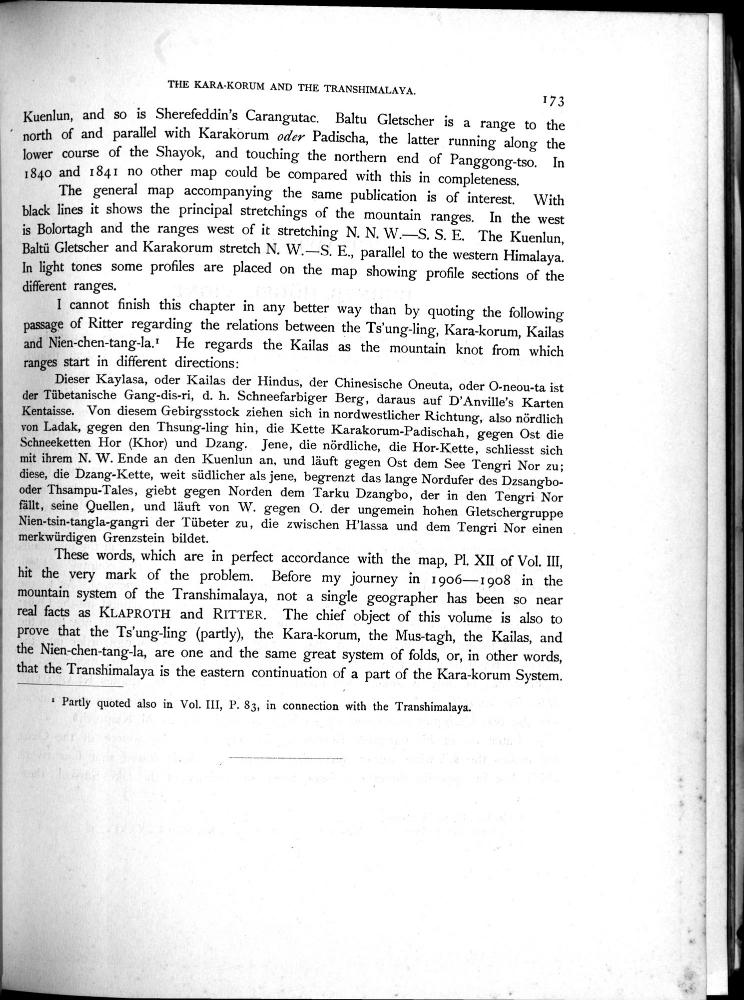 THE KARA-KORUM AND THE TRANSHIMALAYA.
173
Kuenlun, and so is Sherefeddin's Carangutac. Baltu Gletscher is a range to the
north of and parallel with Karakorum oder Padischa, the latter running along the
lower course of the Shayok, and touching the northern end of Panggong-tso. In
1840 and 1841 no other map could be compared with this in completeness.
The general map accompanying the same publication is of interest. With
black lines it shows the principal stretchings of the mountain ranges. In the west
is Bolortagh and the ranges west of it stretching N. N. W.—S. S. E. The Kuenlun,
Baltü Gletscher and Karakorum stretch N. W.—S. E., parallel to the western Himalaya.
In light tones some profiles are placed on the map showing profile sections of the
different ranges.
I cannot finish this chapter in any better way than by quoting the following
passage of Ritter regarding the relations between the Ts'ung-ling, Kara-korum, Kailas
and Nien-chen-tang-la.¹ He regards the Kailas as the mountain knot from which
ranges start in different directions:
Dieser Kaylasa, oder Kailas der Hindus, der Chinesische Oneuta, oder O-neou-ta ist
der Tübetanische Gang-dis-ri, d. h. Schneefarbiger Berg, daraus auf D'Anville's Karten
Kentaisse. Von diesem Gebirgsstock ziehen sich in nordwestlicher Richtung, also nördlich
von Ladak, gegen den Thsung-ling hin, die Kette Karakorum-Padischah, gegen Ost die
Schneeketten Hor (Khor) und Dzang. Jene, die nördliche, die Hor-Kette, schliesst sich
mit ihrem N. W. Ende an den Kuenlun an, und läuft gegen Ost dem See Tengri Nor zu;
diese, die Dzang-Kette, weit südlicher als jene, begrenzt das lange Nordufer des Dzsangbo-
oder Thsampu-Tales, giebt gegen Norden dem Tarku Dzangbo, der in den Tengri Nor
fällt, seine Quellen, und läuft von W. gegen O. der ungemein hohen Gletschergruppe
Nien-tsin-tangla-gangri der Tübeter zu, die zwischen H'lassa und dem Tengri Nor einen
merkwürdigen Grenzstein bildet.
These words, which are in perfect accordance with the map, Pl. XII of Vol. III,
hit the very mark of the problem. Before my journey in 1906—1908 in the
mountain system of the Transhimalaya, not a single geographer has been so near
real facts as KLAPROTH and RITTER. The chief object of this volume is also to
prove that the Ts'ung-ling (partly), the Kara-korum, the Mus-tagh, the Kailas, and
the Nien-chen-tang-la, are one and the same great system of folds, or, in other words,
that the Transhimalaya is the eastern continuation of a part of the Kara-korum System.
¹ Partly quoted also in Vol. III, P. 83, in connection with the Transhimalaya.